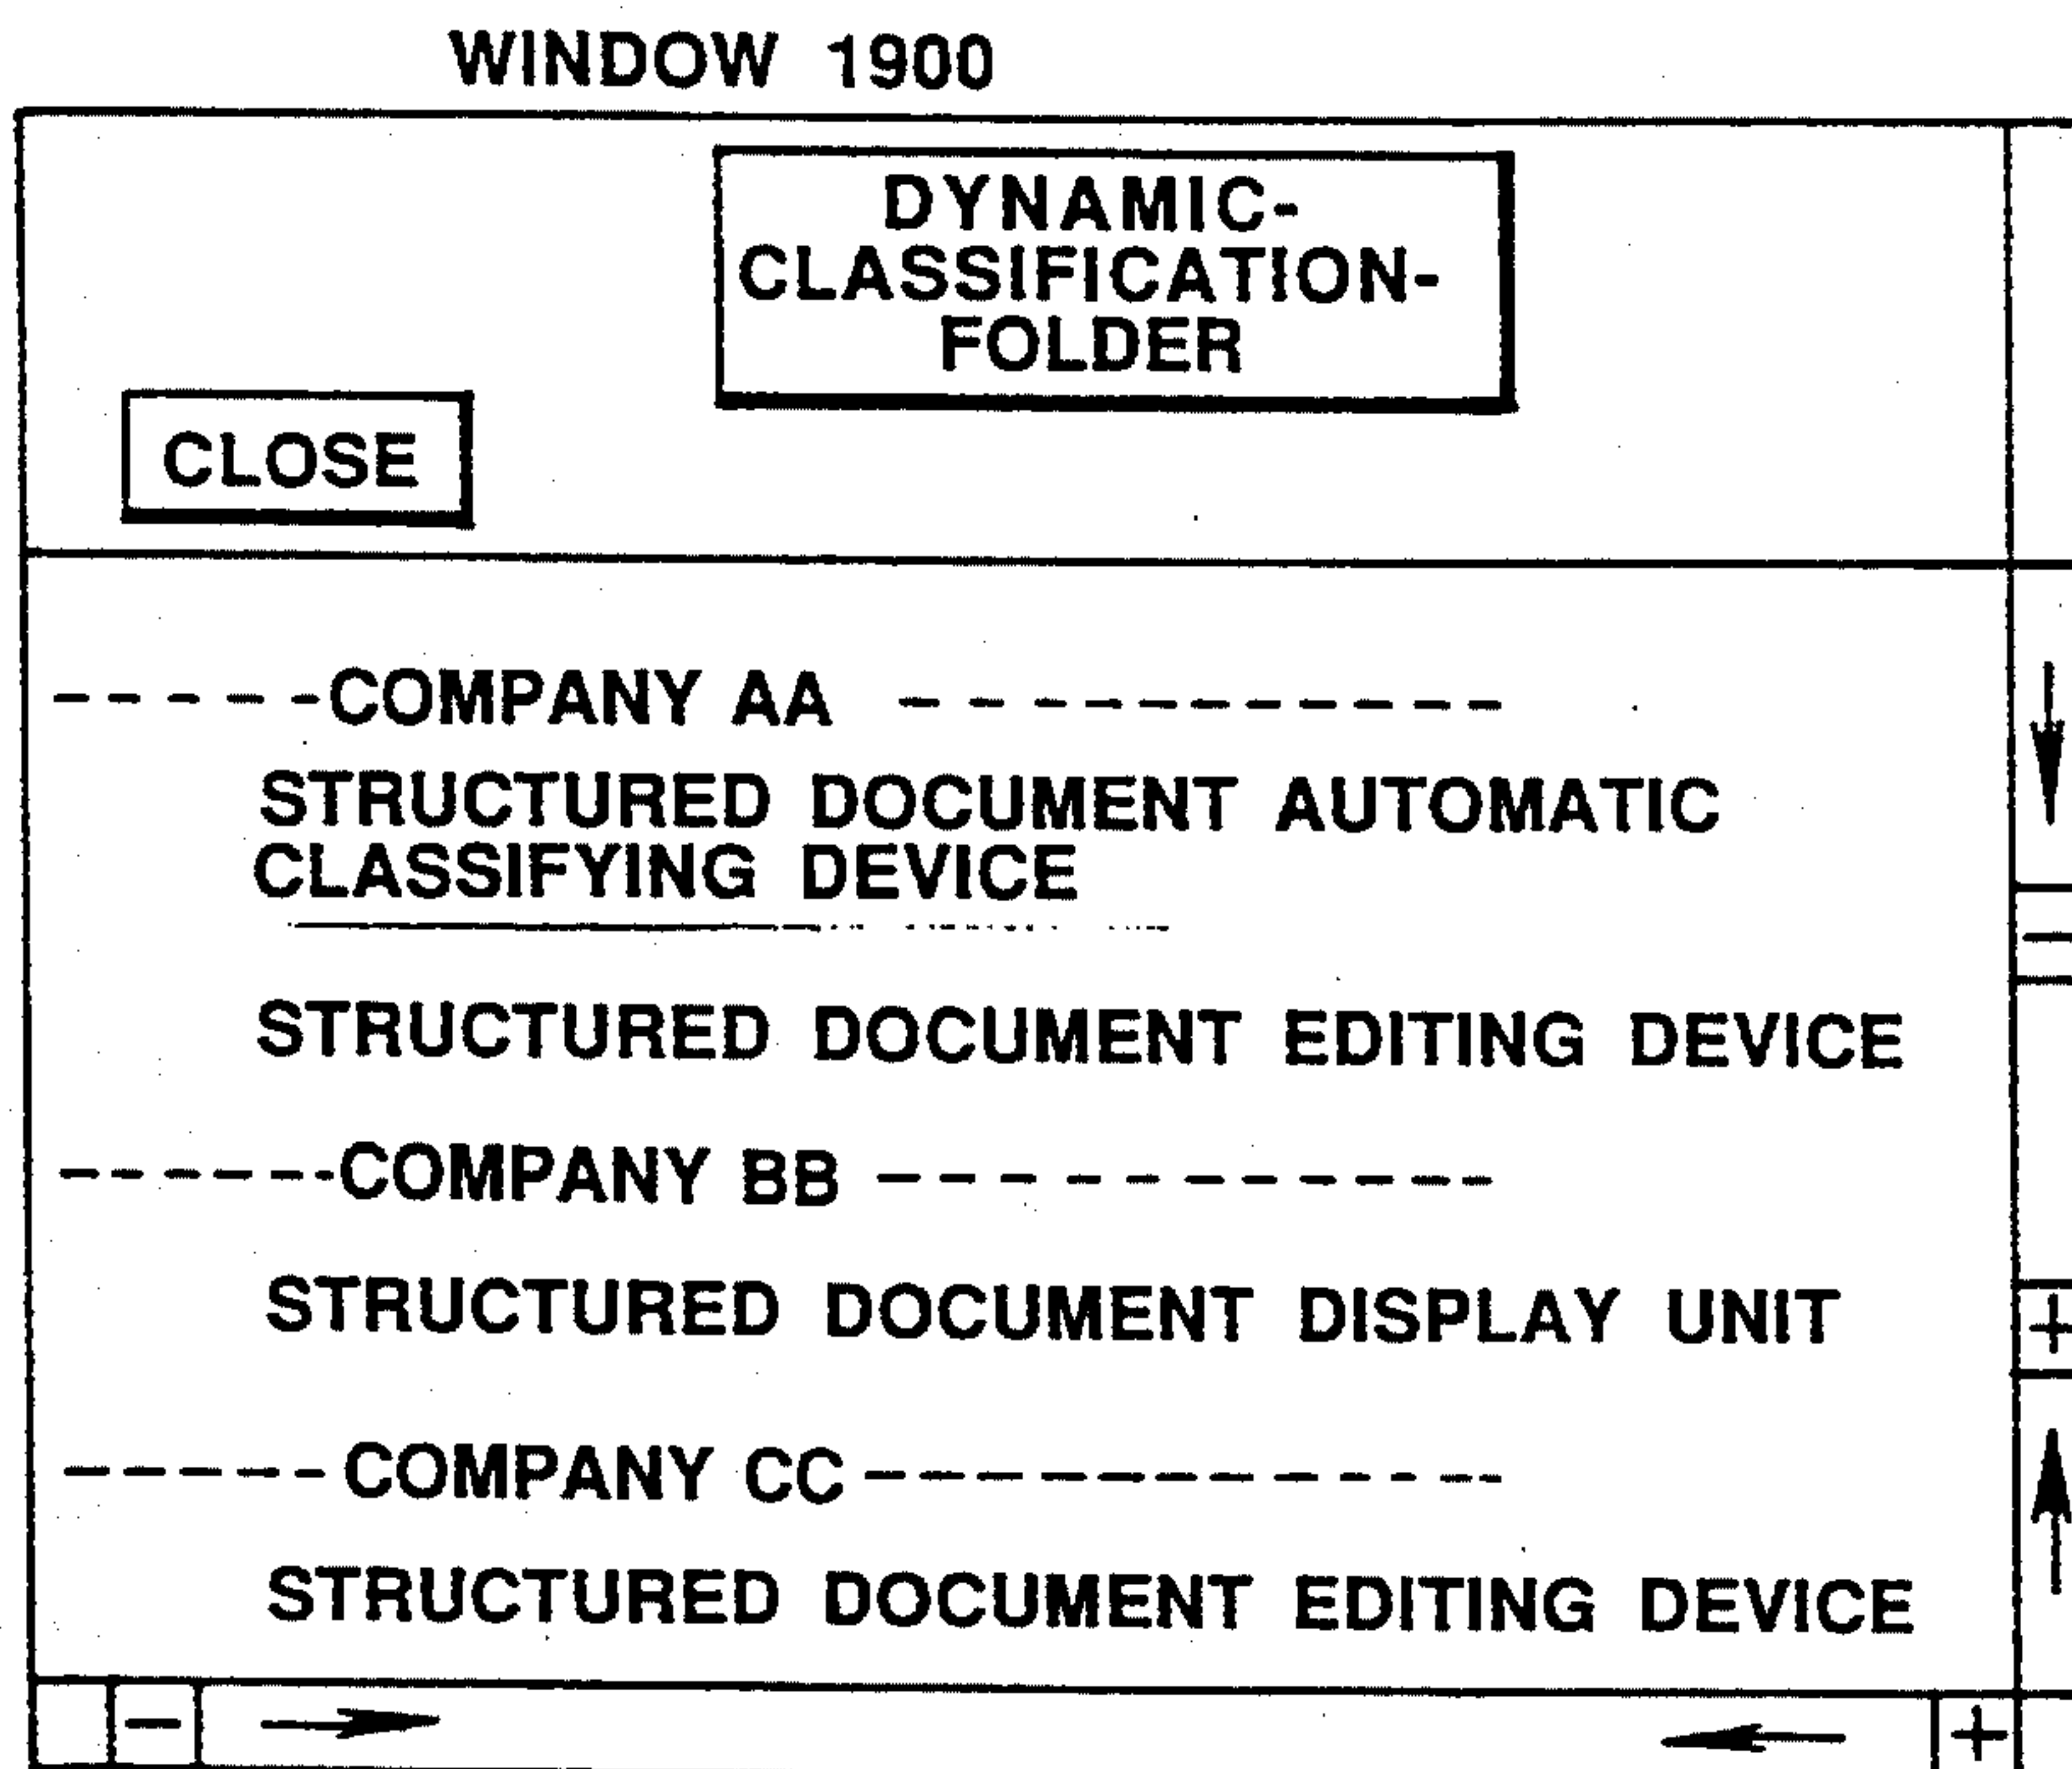 WINDOW 1900
DYNAMIC-
CLASSIFICATION-
FOLDER
CLOSE
-----COMPANY AA -----------
STRUCTURED DOCUMENT AUTOMATIC
CLASSIFYING DEVICE
STRUCTURED DOCUMENT EDITING DEVICE
------COMPANY BB ----------
STRUCTURED DOCUMENT DISPLAY UNIT
-----COMPANY CC -----------
STRUCTURED DOCUMENT EDITING DEVICE